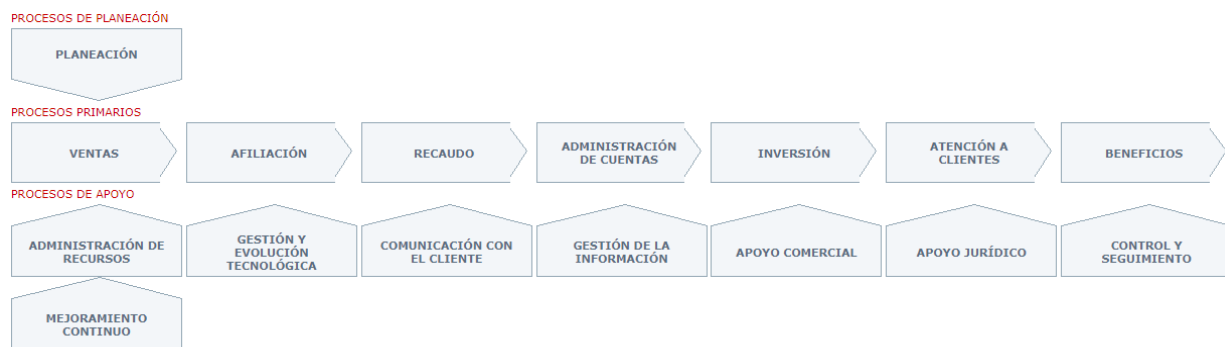 PROCESOS DE PLANEACIÓN
PLANEACIÓN
PROCESOS PRIMARIOS
VENTAS
AFILIACIÓN
RECAUDO
ADMINISTRACIÓN
DE CUENTAS
INVERSIÓN
ATENCIÓN A
CLIENTES
BENEFICIOS
PROCESOS DE APOYO
ADMINISTRACIÓN DE
RECURSOS
GESTIÓN Y
EVOLUCIÓN
TECNOLÓGICA
COMUNICACIÓN CON
EL CLIENTE
GESTIÓN DE LA
INFORMACIÓN
APOYO COMERCIAL
APOYO JURÍDICO
CONTROL Y
SEGUIMIENTO
MEJORAMIENTO
CONTINUO